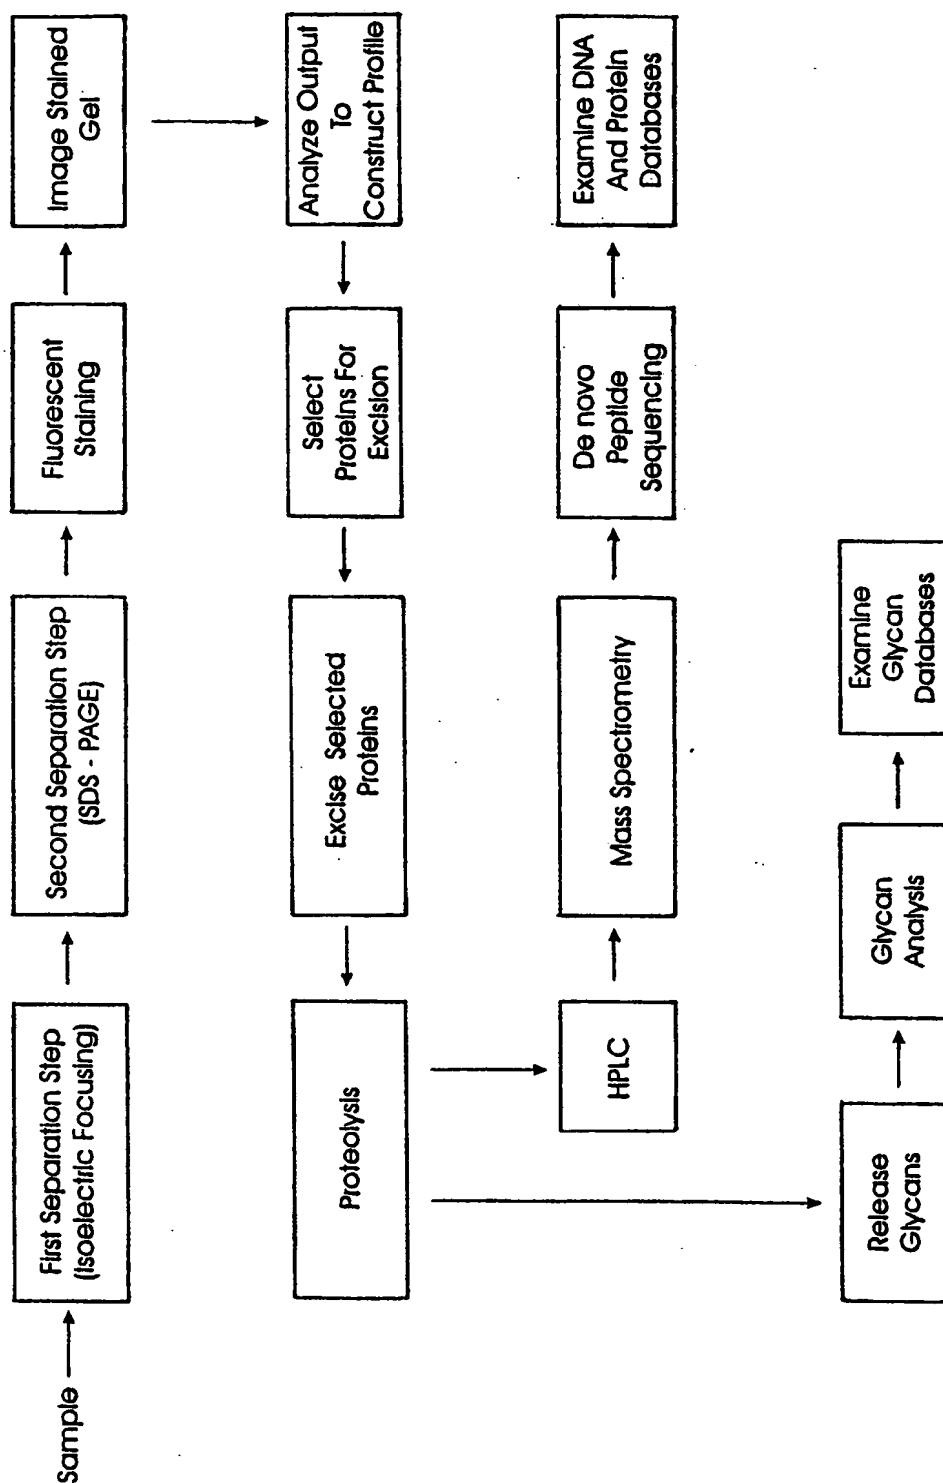 Sample
First Separation Step
(Isoelectric Focusing)
Second Separation Step
(SDS - PAGE)
Fluorescent
Staining
Image Stained
Gel
Analyze Output
To
Construct Profile
Select
Proteins For
Excision
Excise Selected
Proteins
Proteolysis
HPLC
Mass Spectrometry
De novo
Peptide
Sequencing
Examine DNA
And Protein
Databases
Release
Glycans
Glycan
Analysis
Examine
Glycan
Databases